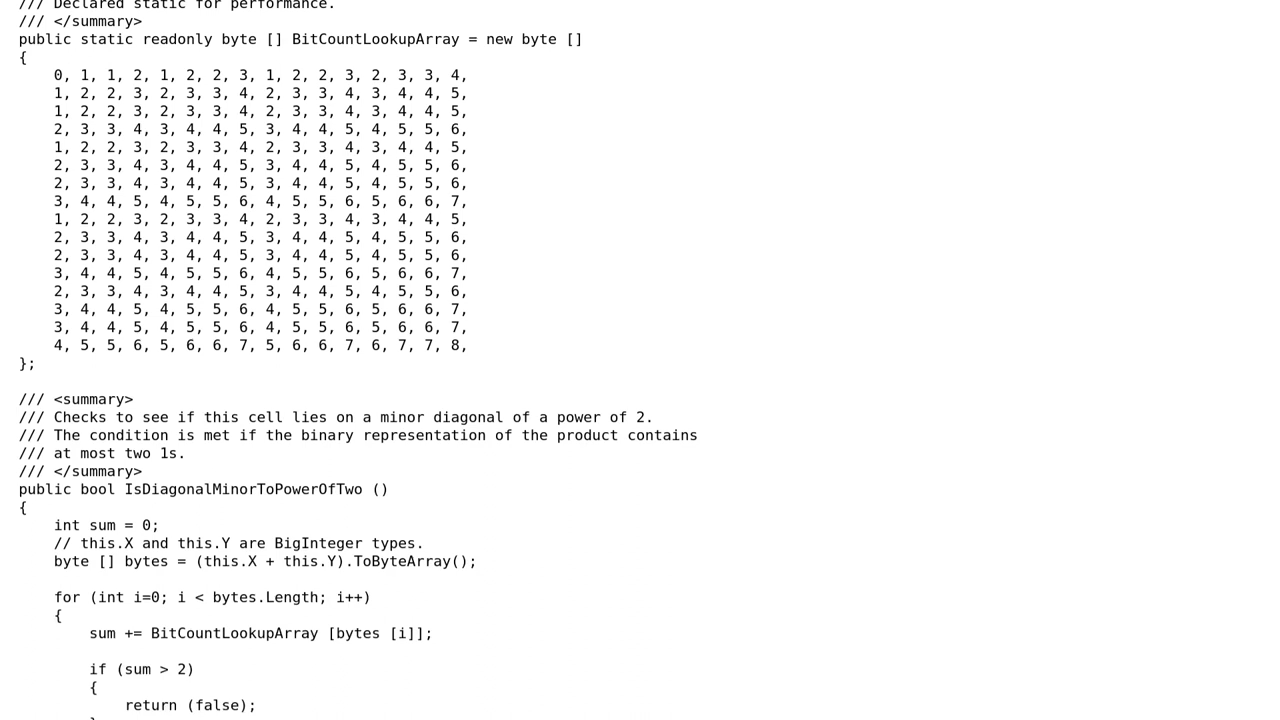 /// Declared static for performance.
/// </summary>
public static readonly byte [] BitCountLookupArray = new byte []
{
    0, 1, 1, 2, 1, 2, 2, 3, 1, 2, 2, 3, 2, 3, 3, 4,
    1, 2, 2, 3, 2, 3, 3, 4, 2, 3, 3, 4, 3, 4, 4, 5,
    1, 2, 2, 3, 2, 3, 3, 4, 2, 3, 3, 4, 3, 4, 4, 5,
    2, 3, 3, 4, 3, 4, 4, 5, 3, 4, 4, 5, 4, 5, 5, 6,
    1, 2, 2, 3, 2, 3, 3, 4, 2, 3, 3, 4, 3, 4, 4, 5,
    2, 3, 3, 4, 3, 4, 4, 5, 3, 4, 4, 5, 4, 5, 5, 6,
    2, 3, 3, 4, 3, 4, 4, 5, 3, 4, 4, 5, 4, 5, 5, 6,
    3, 4, 4, 5, 4, 5, 5, 6, 4, 5, 5, 6, 5, 6, 6, 7,
    1, 2, 2, 3, 2, 3, 3, 4, 2, 3, 3, 4, 3, 4, 4, 5,
    2, 3, 3, 4, 3, 4, 4, 5, 3, 4, 4, 5, 4, 5, 5, 6,
    2, 3, 3, 4, 3, 4, 4, 5, 3, 4, 4, 5, 4, 5, 5, 6,
    3, 4, 4, 5, 4, 5, 5, 6, 4, 5, 5, 6, 5, 6, 6, 7,
    2, 3, 3, 4, 3, 4, 4, 5, 3, 4, 4, 5, 4, 5, 5, 6,
    3, 4, 4, 5, 4, 5, 5, 6, 4, 5, 5, 6, 5, 6, 6, 7,
    3, 4, 4, 5, 4, 5, 5, 6, 4, 5, 5, 6, 5, 6, 6, 7,
    4, 5, 5, 6, 5, 6, 6, 7, 5, 6, 6, 7, 6, 7, 7, 8,
};

/// <summary>
/// Checks to see if this cell lies on a minor diagonal of a power of 2.
/// The condition is met if the binary representation of the product contains
/// at most two 1s.
/// </summary>
public bool IsDiagonalMinorToPowerOfTwo ()
{
    int sum = 0;
    // this.X and this.Y are BigInteger types.
    byte [] bytes = (this.X + this.Y).ToByteArray();

    for (int i=0; i < bytes.Length; i++)
    {
        sum += BitCountLookupArray [bytes [i]];

        if (sum > 2)
        {
            return (false);
        }